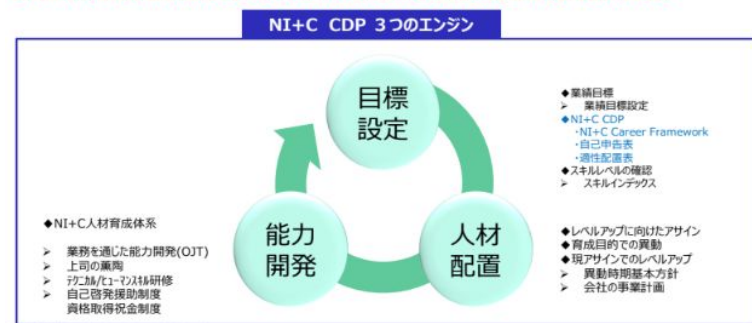 NI+C CDP 3つのエンジン
目標
設定
◆業績目標
➢ 業績目標設定
◆NI+C CDP
・NI+C Career Framework
・自己申告表
・適性配置表
◆スキルレベルの確認
➢ スキルインデックス
人材
配置
◆レベルアップに向けたアサイン
◆育成目的での異動
◆現アサインでのレベルアップ
➢ 異動時期基本方針
➢ 会社の事業計画
能力
開発
◆NI+C人材育成体系
➢ 業務を通じた能力開発(OJT)
➢ 上司の薫陶
➢ テクニカル/ヒューマンスキル研修
➢ 自己啓発援助制度
資格取得祝金制度